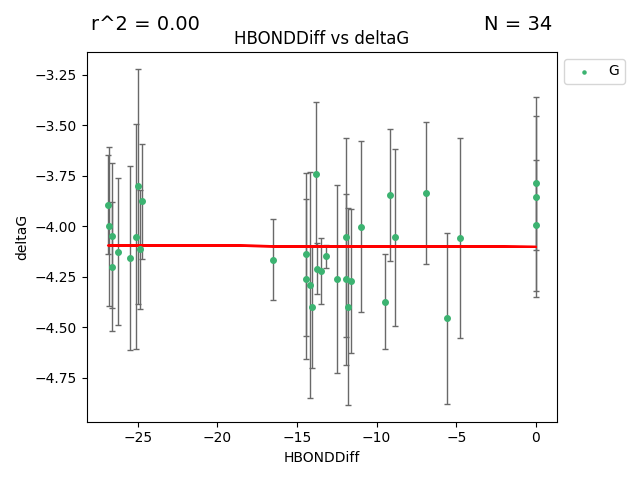 r^2 = 0.00
N = 34
HBONDDiff vs deltaG
G
deltaG
−3.25
−3.50
−3.75
−4.00
−4.25
−4.50
−4.75
−25
−20
−15
−10
−5
0
HBONDDiff